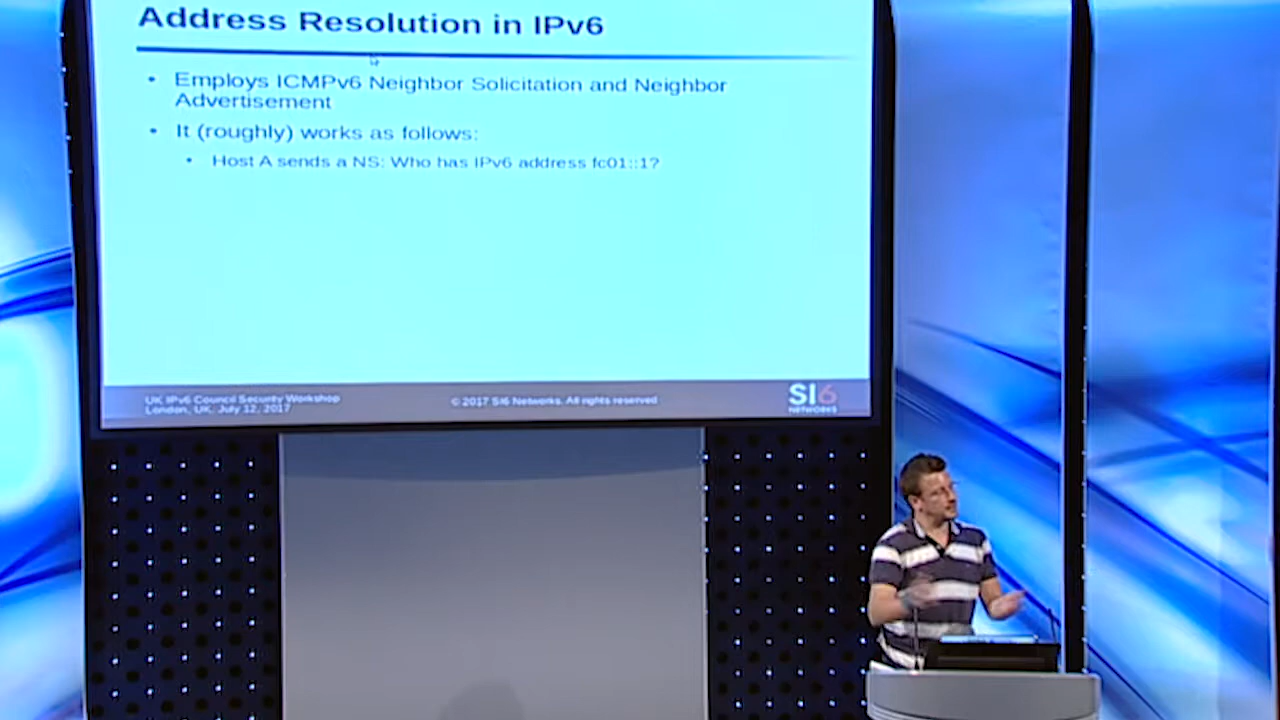 Address Resolution in IPv6
• Employs ICMPv6 Neighbor Solicitation and Neighbor
Advertisement
• It (roughly) works as follows:
• Host A sends a NS: Who has IPv6 address fc01::1?
UK IPv6 Council Security Workshop
London, UK, July 12, 2017
© 2017 SI6 Networks. All rights reserved
SI6
NETWORKS